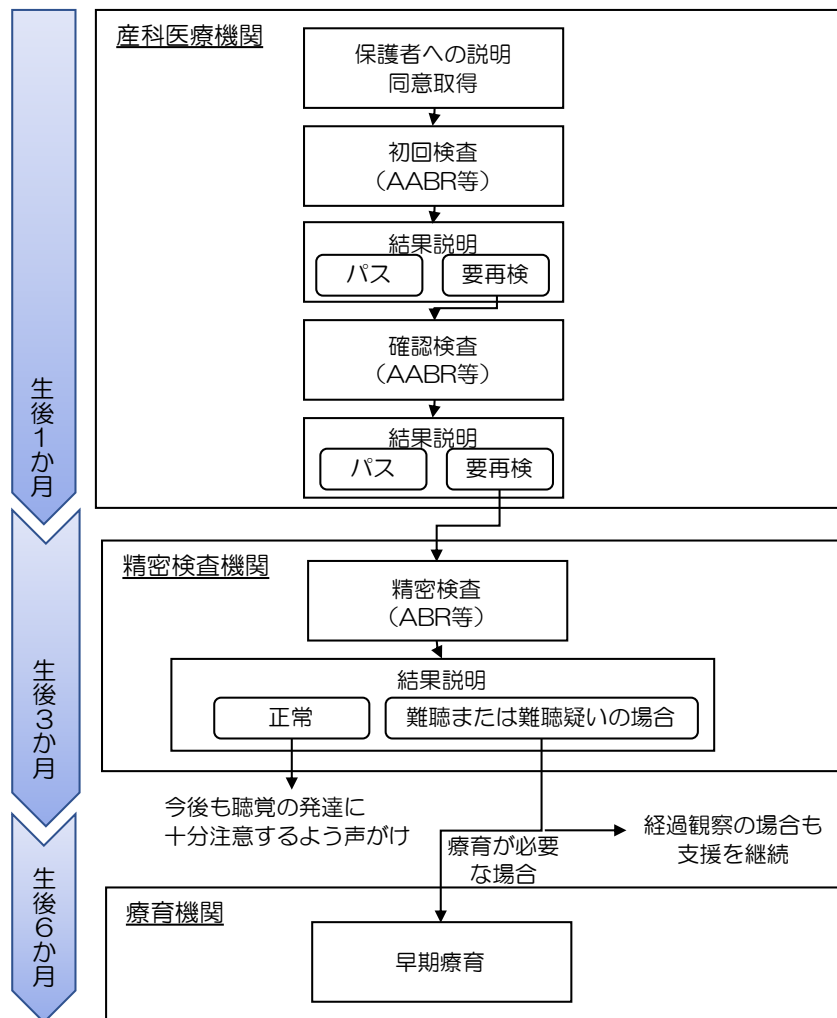 産科医療機関
保護者への説明
同意取得
初回検査
（AABR等）
結果説明
パス
要再検
確認検査
（AABR等）
結果説明
パス
要再検
生後1か月
精密検査機関
精密検査
（ABR等）
結果説明
正常
難聴または難聴疑いの場合
生後3か月
今後も聴覚の発達に
十分注意するよう声がけ
療育が必要
な場合
経過観察の場合も
支援を継続
療育機関
早期療育
生後6か月